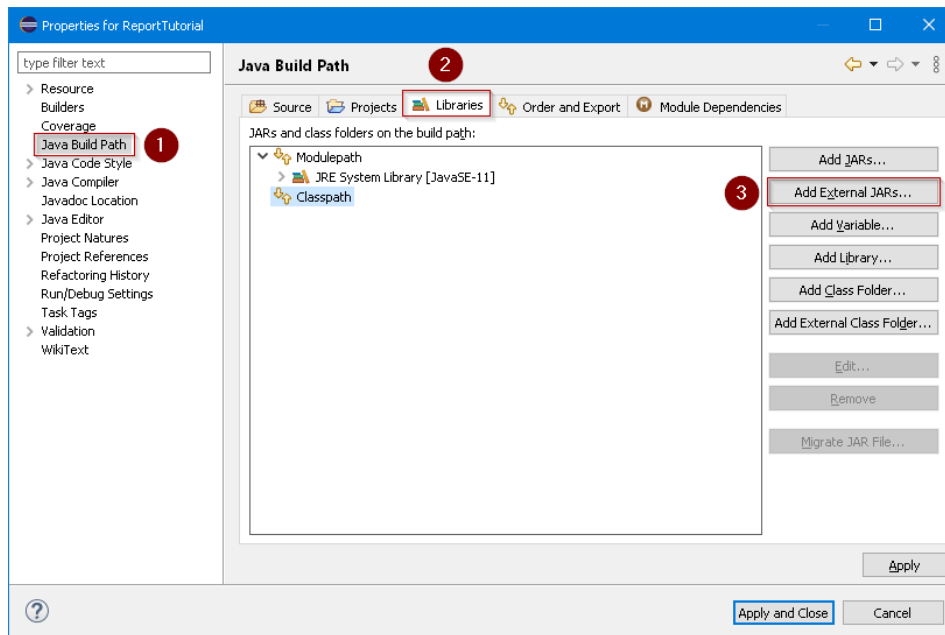 Properties for ReportTutorial
type filter text
Resource
Builders
Coverage
Java Build Path
1
Java Code Style
Java Compiler
Javadoc Location
Java Editor
Project Natures
Project References
Refactoring History
Run/Debug Settings
Task Tags
Validation
WikiText
Java Build Path
2
Source Projects Libraries Order and Export Module Dependencies
JARs and class folders on the build path:
Modulepath
JRE System Library [JavaSE-11]
Classpath
Add JARs...
3
Add External JARs...
Add Variable...
Add Library...
Add Class Folder...
Add External Class Folder...
Edit...
Remove
Migrate JAR File...
Apply
?
Apply and Close Cancel